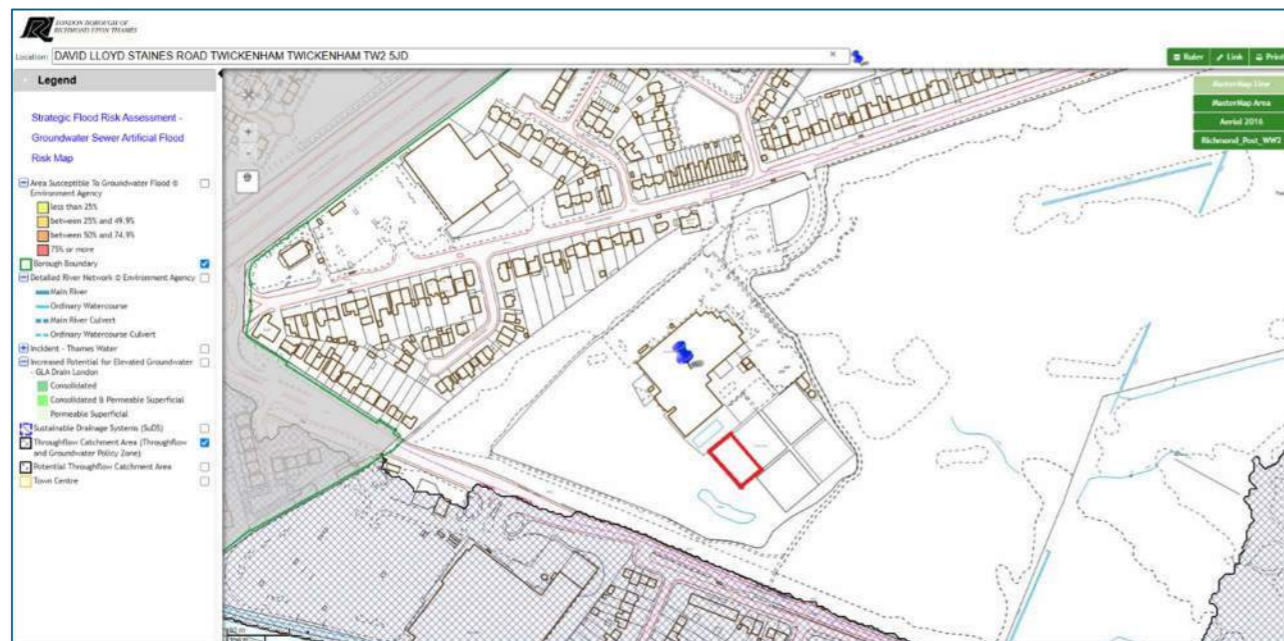 LONDON BOROUGH OF
RICHMOND UPON THAMES
Location: DAVID LLOYD STAINES ROAD TWICKENHAM TWICKENHAM TW2 5JD ×
Ruler Link Print
Legend
Strategic Flood Risk Assessment -
Groundwater Sewer Artificial Flood
Risk Map
Area Susceptible To Groundwater Flood ©
Environment Agency
less than 25%
between 25% and 49.9%
between 50% and 74.9%
75% or more
Borough Boundary
Detailed River Network © Environment Agency
Main River
Ordinary Watercourse
Main River Culvert
Ordinary Watercourse Culvert
Incident - Thames Water
Increased Potential for Elevated Groundwater
- GLA Drain London
Consolidated
Consolidated & Permeable Superficial
Permeable Superficial
Sustainable Drainage Systems (SuDS)
Throughflow Catchment Area (Throughflow
and Groundwater Policy Zone)
Potential Throughflow Catchment Area
Town Centre
MasterMap Line
MasterMap Area
Aerial 2016
Richmond_Post_WW2